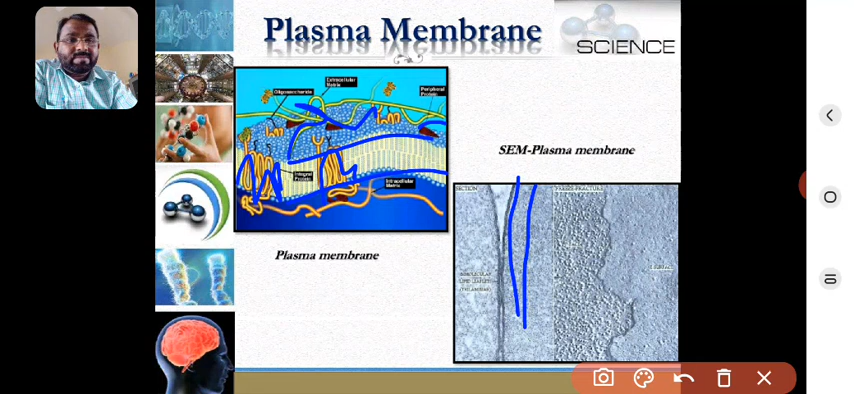 Plasma Membrane
SCIENCE
Extracellular
Matrix
Oligosaccharide
Peripheral
Protein
Integral
Protein
Intracellular
Matrix
SEM-Plasma membrane
Plasma membrane
SECTION
FREEZE-FRACTURE